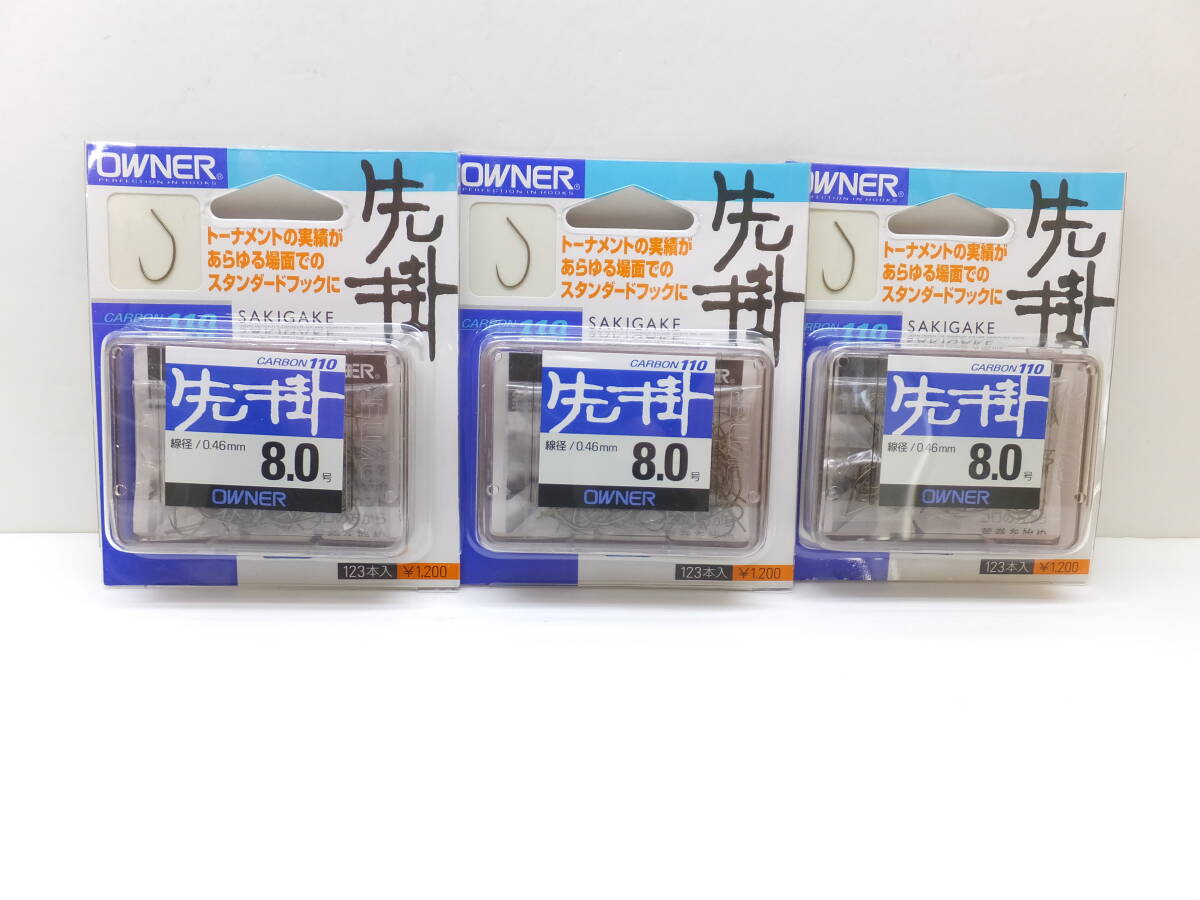 OWNER®
PERFECTION IN HOOKS
先掛
トーナメントの実績が
あらゆる場面での
スタンダードフックに
CARBON 110
SAKIGAKE
CARBON 110
先掛
線径/0.46mm
8.0号
OWNER
123本入 ¥1,200
OWNER®
PERFECTION IN HOOKS
先掛
トーナメントの実績が
あらゆる場面での
スタンダードフックに
CARBON 110
SAKIGAKE
CARBON 110
先掛
線径/0.46mm
8.0号
OWNER
123本入 ¥1,200
OWNER®
PERFECTION IN HOOKS
先掛
トーナメントの実績が
あらゆる場面での
スタンダードフックに
CARBON 110
SAKIGAKE
CARBON 110
先掛
線径/0.46mm
8.0号
OWNER
123本入 ¥1,200